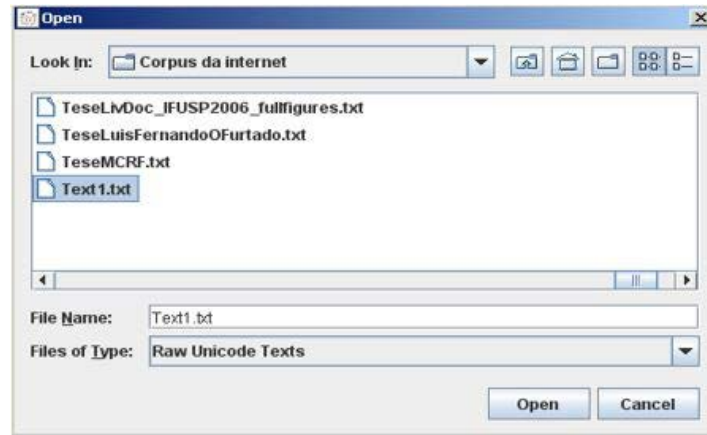 Open
Look In: Corpus da internet
TeseLivDoc_IFUSP2006_fullfigures.txt
TeseLuisFernandoOFurtado.txt
TeseMCRF.txt
Text1.txt
File Name: Text1.txt
Files of Type: Raw Unicode Texts
Open Cancel